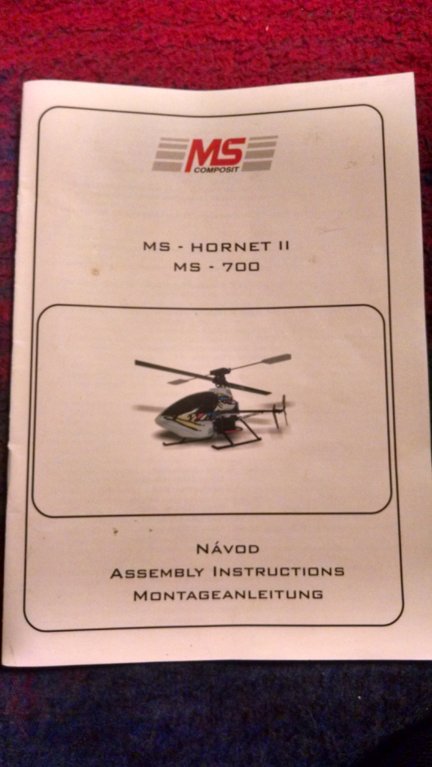 MS
COMPOSIT
MS - HORNET II
MS - 700
NÁVOD
ASSEMBLY INSTRUCTIONS
MONTAGEANLEITUNG